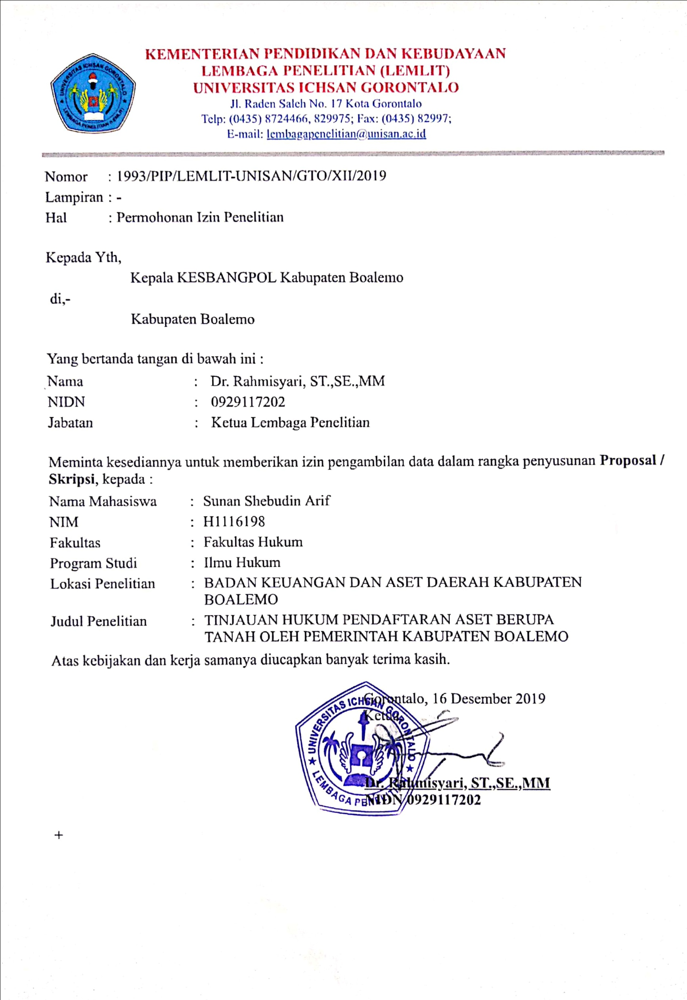 KEMENTERIAN PENDIDIKAN DAN KEBUDAYAAN
LEMBAGA PENELITIAN (LEMLIT)
UNIVERSITAS ICHSAN GORONTALO
Jl. Raden Saleh No. 17 Kota Gorontalo
Telp: (0435) 8724466, 829975; Fax: (0435) 82997;
E-mail: lembagapenelitian@unisan.ac.id
UNIVERSITAS ICHSAN GORONTALO
LEMBAGA PENELITIAN (LEMLIT)
Nomor : 1993/PIP/LEMLIT-UNISAN/GTO/XII/2019
Lampiran : -
Hal : Permohonan Izin Penelitian
Kepada Yth,
Kepala KESBANGPOL Kabupaten Boalemo
di,-
Kabupaten Boalemo
Yang bertanda tangan di bawah ini :
Nama : Dr. Rahmisyari, ST.,SE.,MM
NIDN : 0929117202
Jabatan : Ketua Lembaga Penelitian
Meminta kesediannya untuk memberikan izin pengambilan data dalam rangka penyusunan Proposal /
Skripsi, kepada :
Nama Mahasiswa : Sunan Shebudin Arif
NIM : H1116198
Fakultas : Fakultas Hukum
Program Studi : Ilmu Hukum
Lokasi Penelitian : BADAN KEUANGAN DAN ASET DAERAH KABUPATEN
BOALEMO
Judul Penelitian : TINJAUAN HUKUM PENDAFTARAN ASET BERUPA
TANAH OLEH PEMERINTAH KABUPATEN BOALEMO
Atas kebijakan dan kerja samanya diucapkan banyak terima kasih.
Gorontalo, 16 Desember 2019
Ketua
UNIVERSITAS ICHSAN GORONTALO
LEMBAGA
Dr. Rahmisyari, ST.,SE.,MM
NIDN 0929117202
+